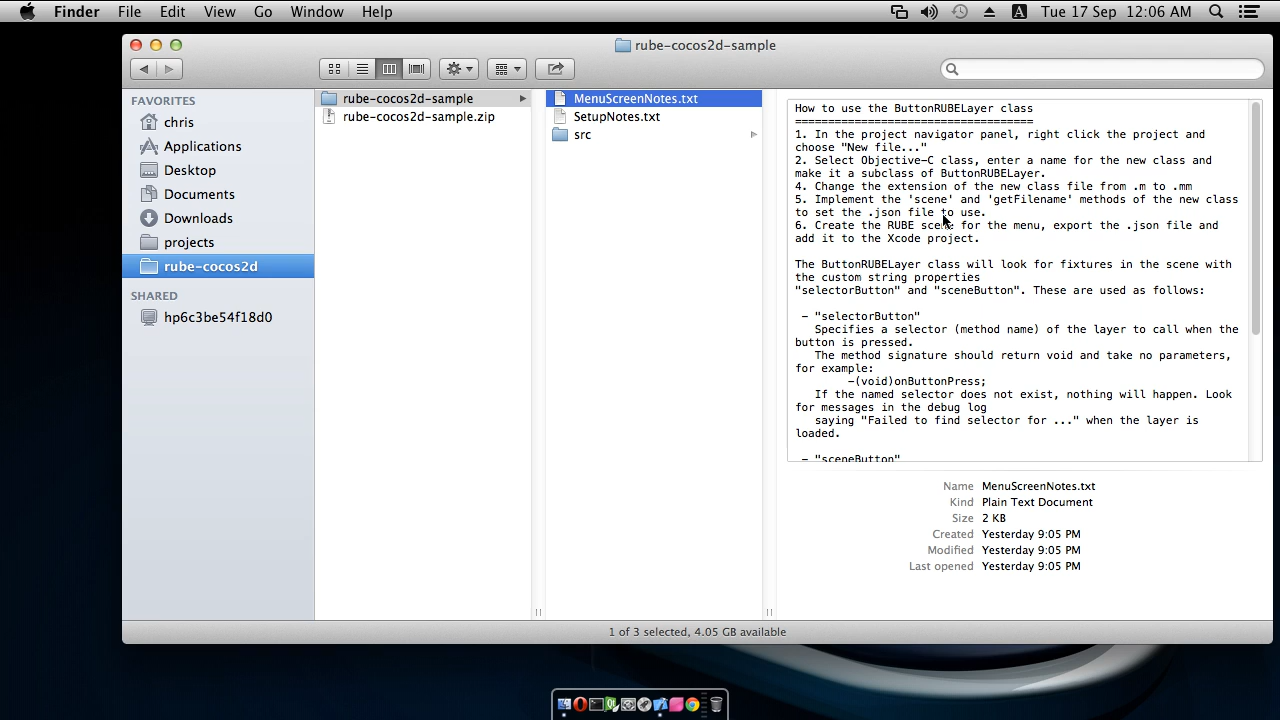 Finder File Edit View Go Window Help
A Tue 17 Sep 12:06 AM
rube-cocos2d-sample
FAVORITES
chris
Applications
Desktop
Documents
Downloads
projects
rube-cocos2d
SHARED
hp6c3be54f18d0
rube-cocos2d-sample
rube-cocos2d-sample.zip
MenuScreenNotes.txt
SetupNotes.txt
src
How to use the ButtonRUBELayer class
====================================
1. In the project navigator panel, right click the project and
choose "New file..."
2. Select Objective-C class, enter a name for the new class and
make it a subclass of ButtonRUBELayer.
4. Change the extension of the new class file from .m to .mm
5. Implement the 'scene' and 'getFilename' methods of the new class
to set the .json file to use.
6. Create the RUBE scene for the menu, export the .json file and
add it to the Xcode project.
The ButtonRUBELayer class will look for fixtures in the scene with
the custom string properties
"selectorButton" and "sceneButton". These are used as follows:
- "selectorButton"
Specifies a selector (method name) of the layer to call when the
button is pressed.
The method signature should return void and take no parameters,
for example:
-(void)onButtonPress;
If the named selector does not exist, nothing will happen. Look
for messages in the debug log
saying "Failed to find selector for ..." when the layer is
loaded.
- "sceneButton"
Name MenuScreenNotes.txt
Kind Plain Text Document
Size 2 KB
Created Yesterday 9:05 PM
Modified Yesterday 9:05 PM
Last opened Yesterday 9:05 PM
1 of 3 selected, 4.05 GB available